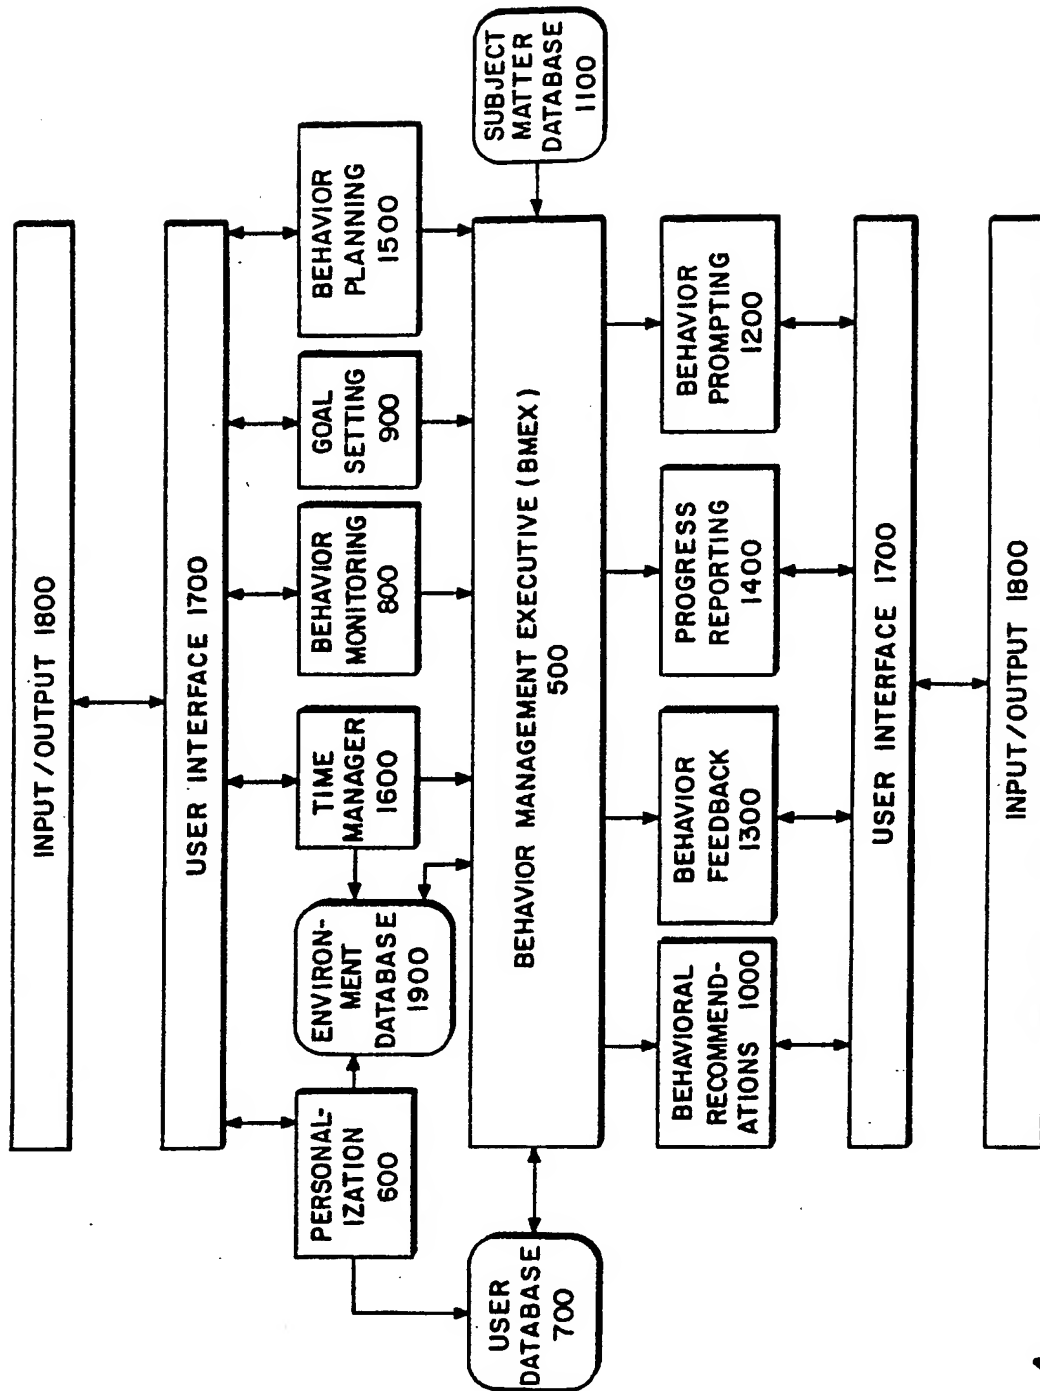 INPUT/OUTPUT 1800
USER INTERFACE 1700
PERSONAL-
IZATION
600
ENVIRON-
MENT
DATABASE
1900
TIME
MANAGER
1600
BEHAVIOR
MONITORING
800
GOAL
SETTING
900
BEHAVIOR
PLANNING
1500
USER
DATABASE
700
BEHAVIOR MANAGEMENT EXECUTIVE (BMEX)
500
SUBJECT
MATTER
DATABASE
1100
BEHAVIORAL
RECOMMEND-
ATIONS 1000
BEHAVIOR
FEEDBACK
1300
PROGRESS
REPORTING
1400
BEHAVIOR
PROMPTING
1200
USER INTERFACE 1700
INPUT/OUTPUT 1800